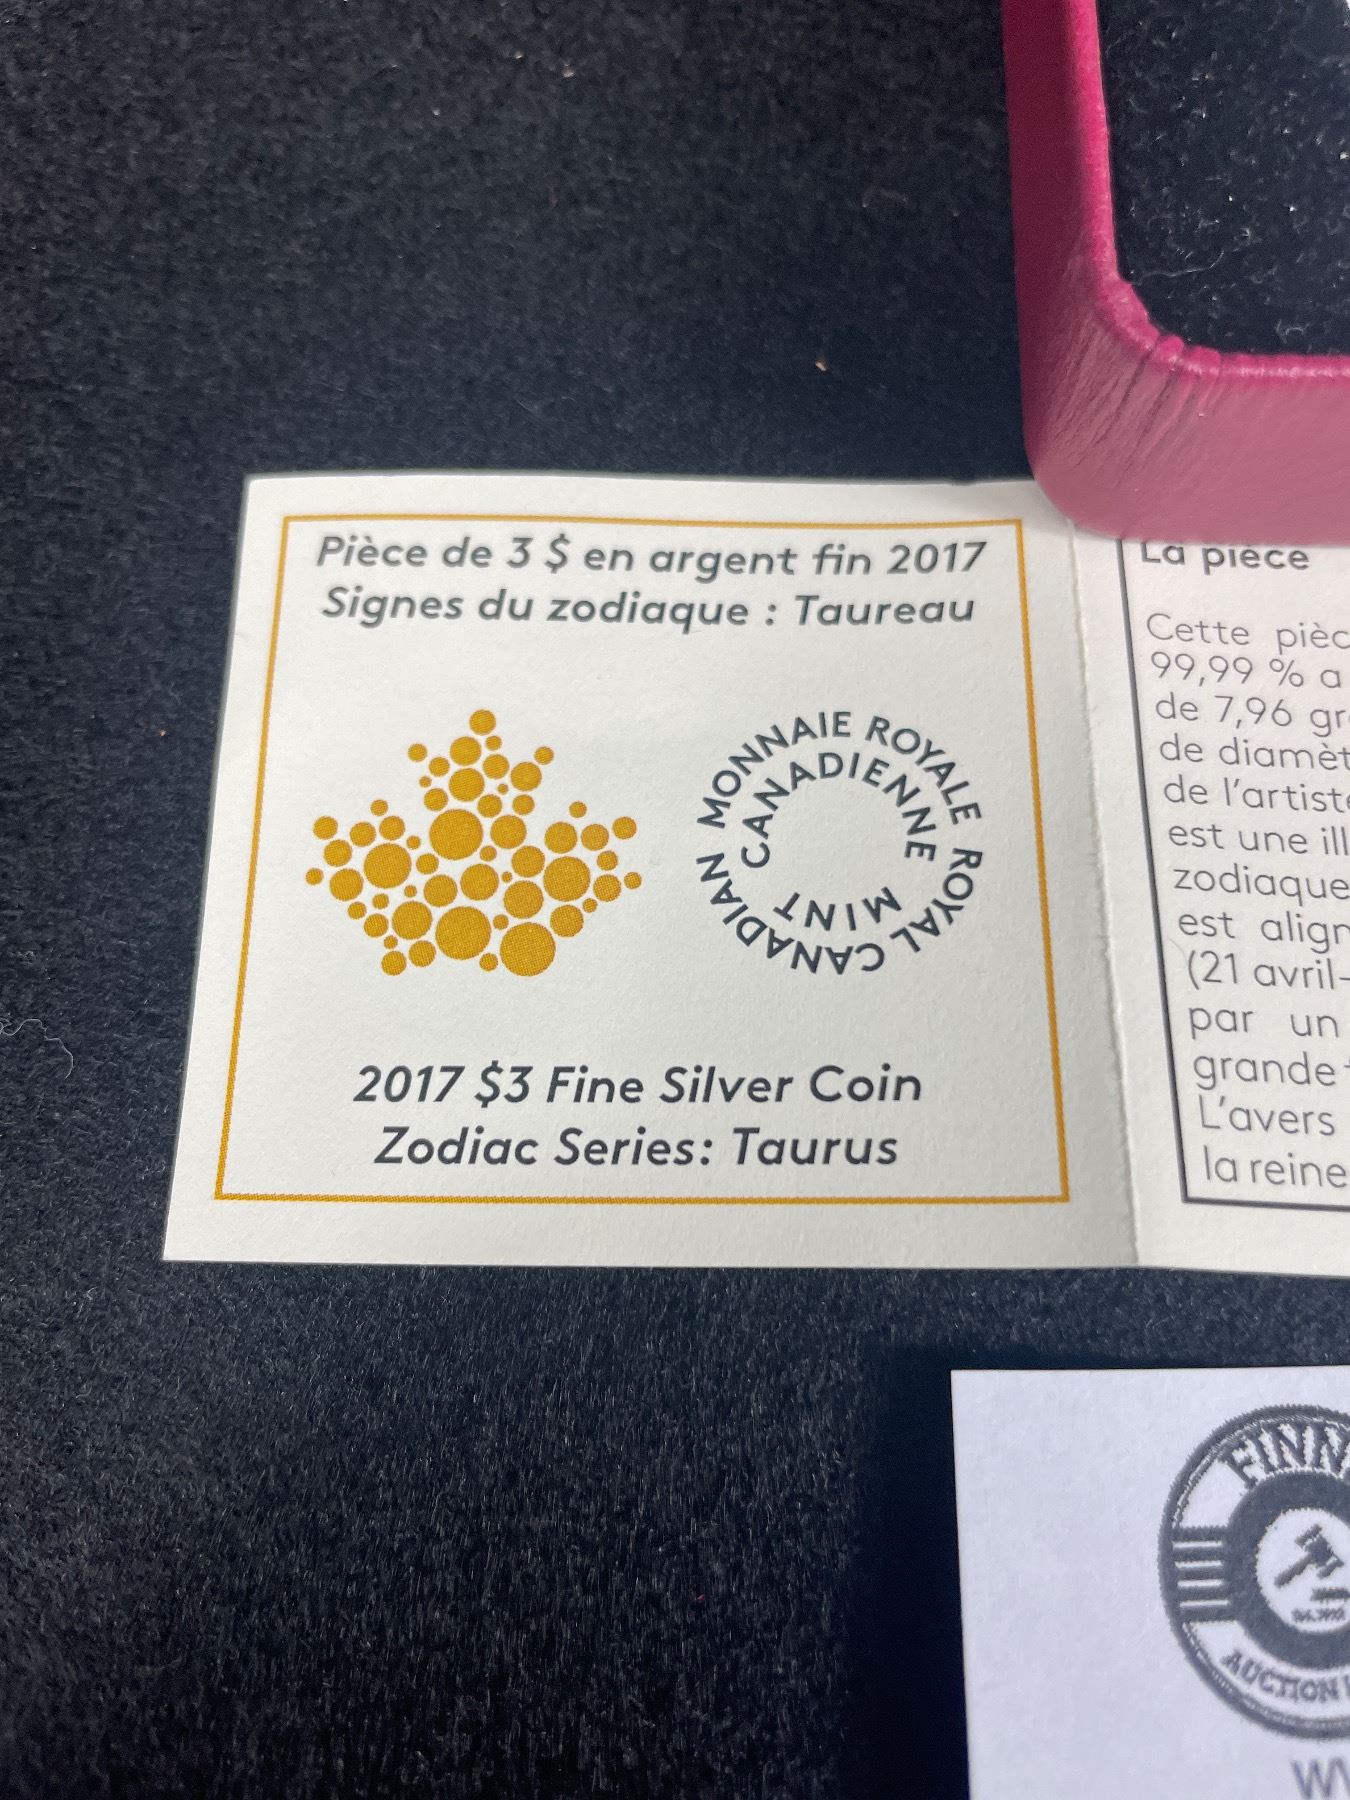 Pièce de 3 $ en argent fin 2017
Signes du zodiaque : Taureau
MONNAIE ROYALE
CANADIENNE
ROYAL CANADIAN
MINT
2017 $3 Fine Silver Coin
Zodiac Series: Taurus
La pièce
Cette pièc
99,99 % a
de 7,96 gr
de diamèt
de l'artiste
est une ill
zodiaque
est align
(21 avril-
par un
grande
L'avers
la reine
FINN
AUCTION